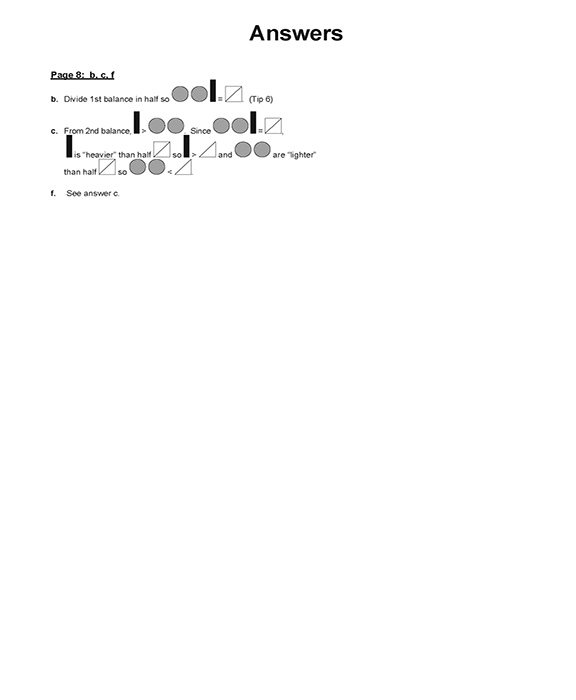 Answers
Page 8: b, c, f
b. Divide 1st balance in half so = . (Tip 6)
c. From 2nd balance, > . Since = .
is "heavier" than half so > and are "lighter"
than half so < .
f. See answer c.